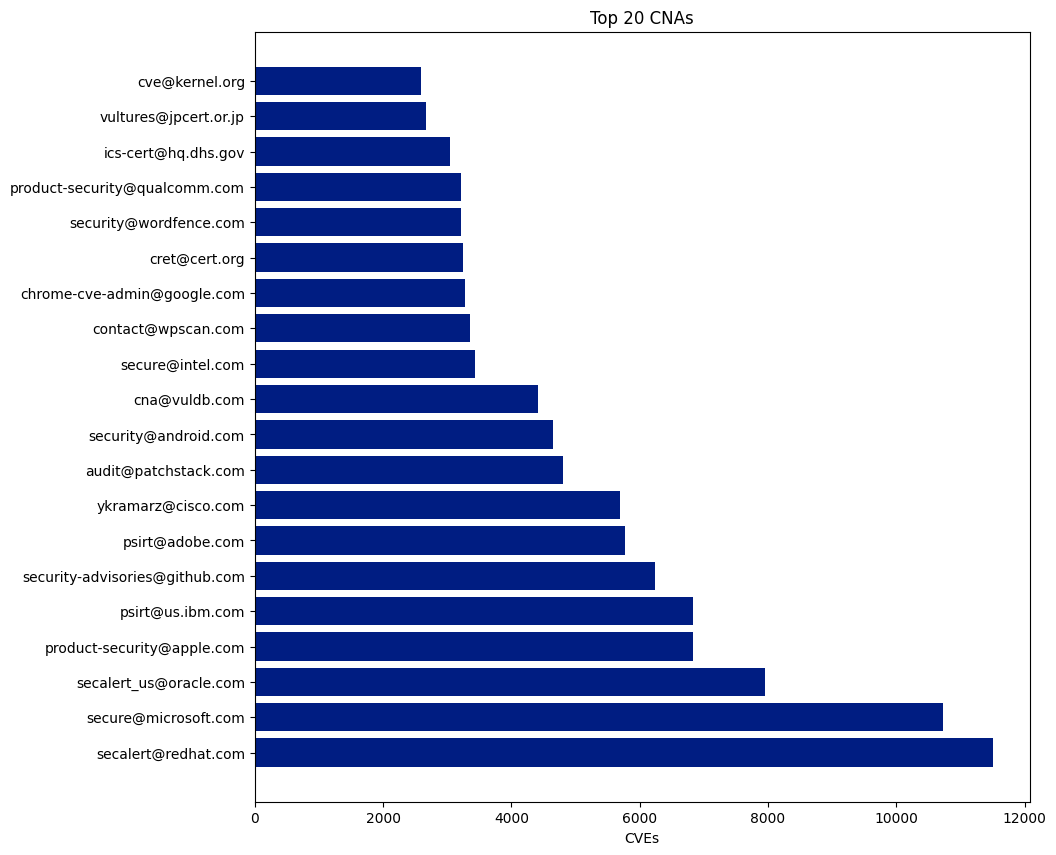 Top 20 CNAs
cve@kernel.org
vultures@jpcert.or.jp
ics-cert@hq.dhs.gov
product-security@qualcomm.com
security@wordfence.com
cret@cert.org
chrome-cve-admin@google.com
contact@wpscan.com
secure@intel.com
cna@vuldb.com
security@android.com
audit@patchstack.com
ykramarz@cisco.com
psirt@adobe.com
security-advisories@github.com
psirt@us.ibm.com
product-security@apple.com
secalert_us@oracle.com
secure@microsoft.com
secalert@redhat.com
0 2000 4000 6000 8000 10000 12000
CVEs